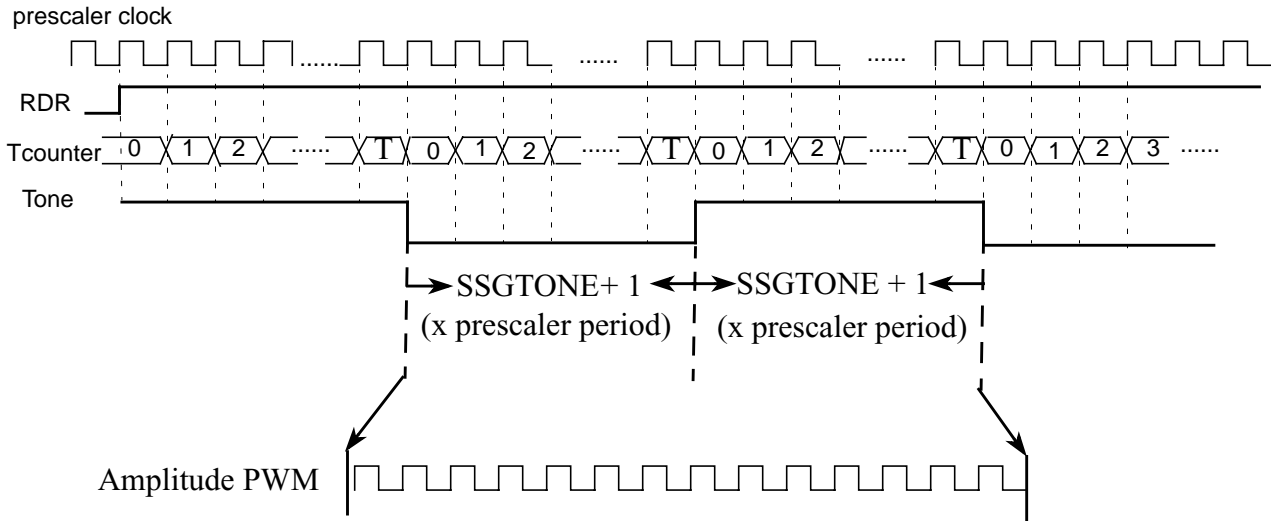 prescaler clock
...... ...... ......
RDR
Tcounter 0 1 2 ...... T 0 1 2 ...... T 0 1 2 ...... T 0 1 2 3 ......
Tone
SSGTONE+ 1 SSGTONE + 1
(x prescaler period) (x prescaler period)
Amplitude PWM